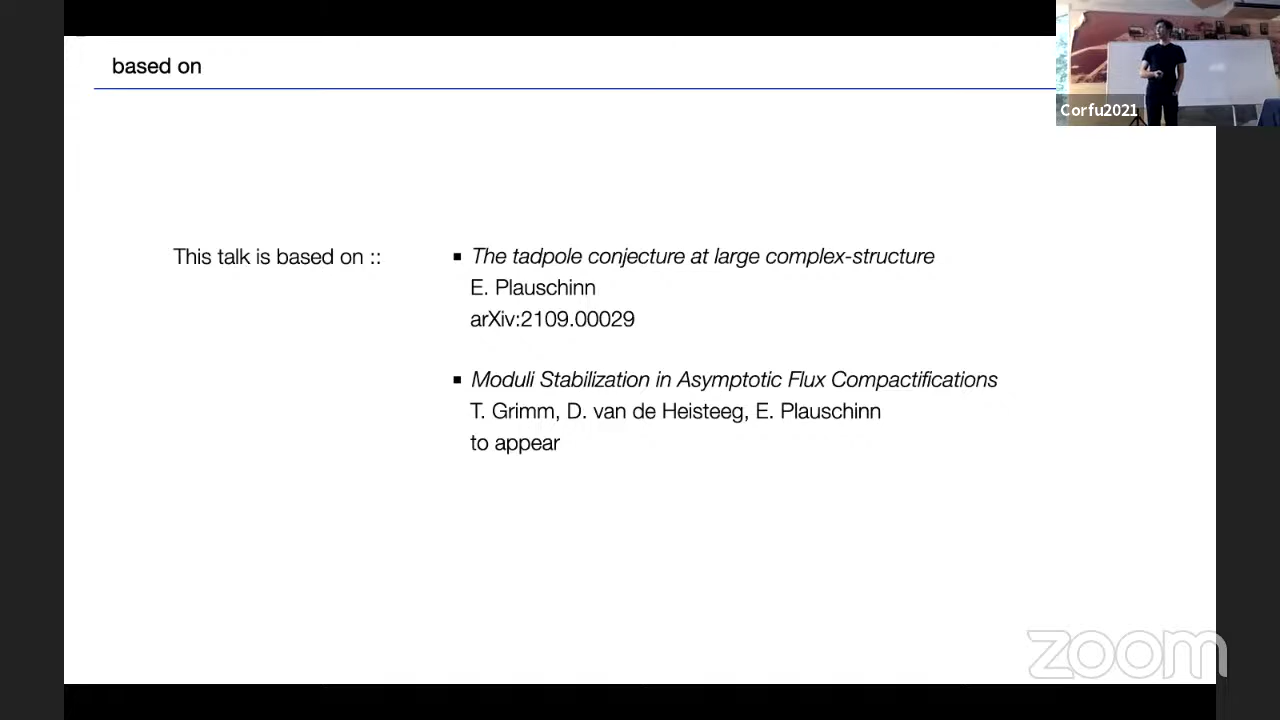 based on
Corfu2021
This talk is based on ::
▪ The tadpole conjecture at large complex-structure
E. Plauschinn
arXiv:2109.00029
▪ Moduli Stabilization in Asymptotic Flux Compactifications
T. Grimm, D. van de Heisteeg, E. Plauschinn
to appear
zoom